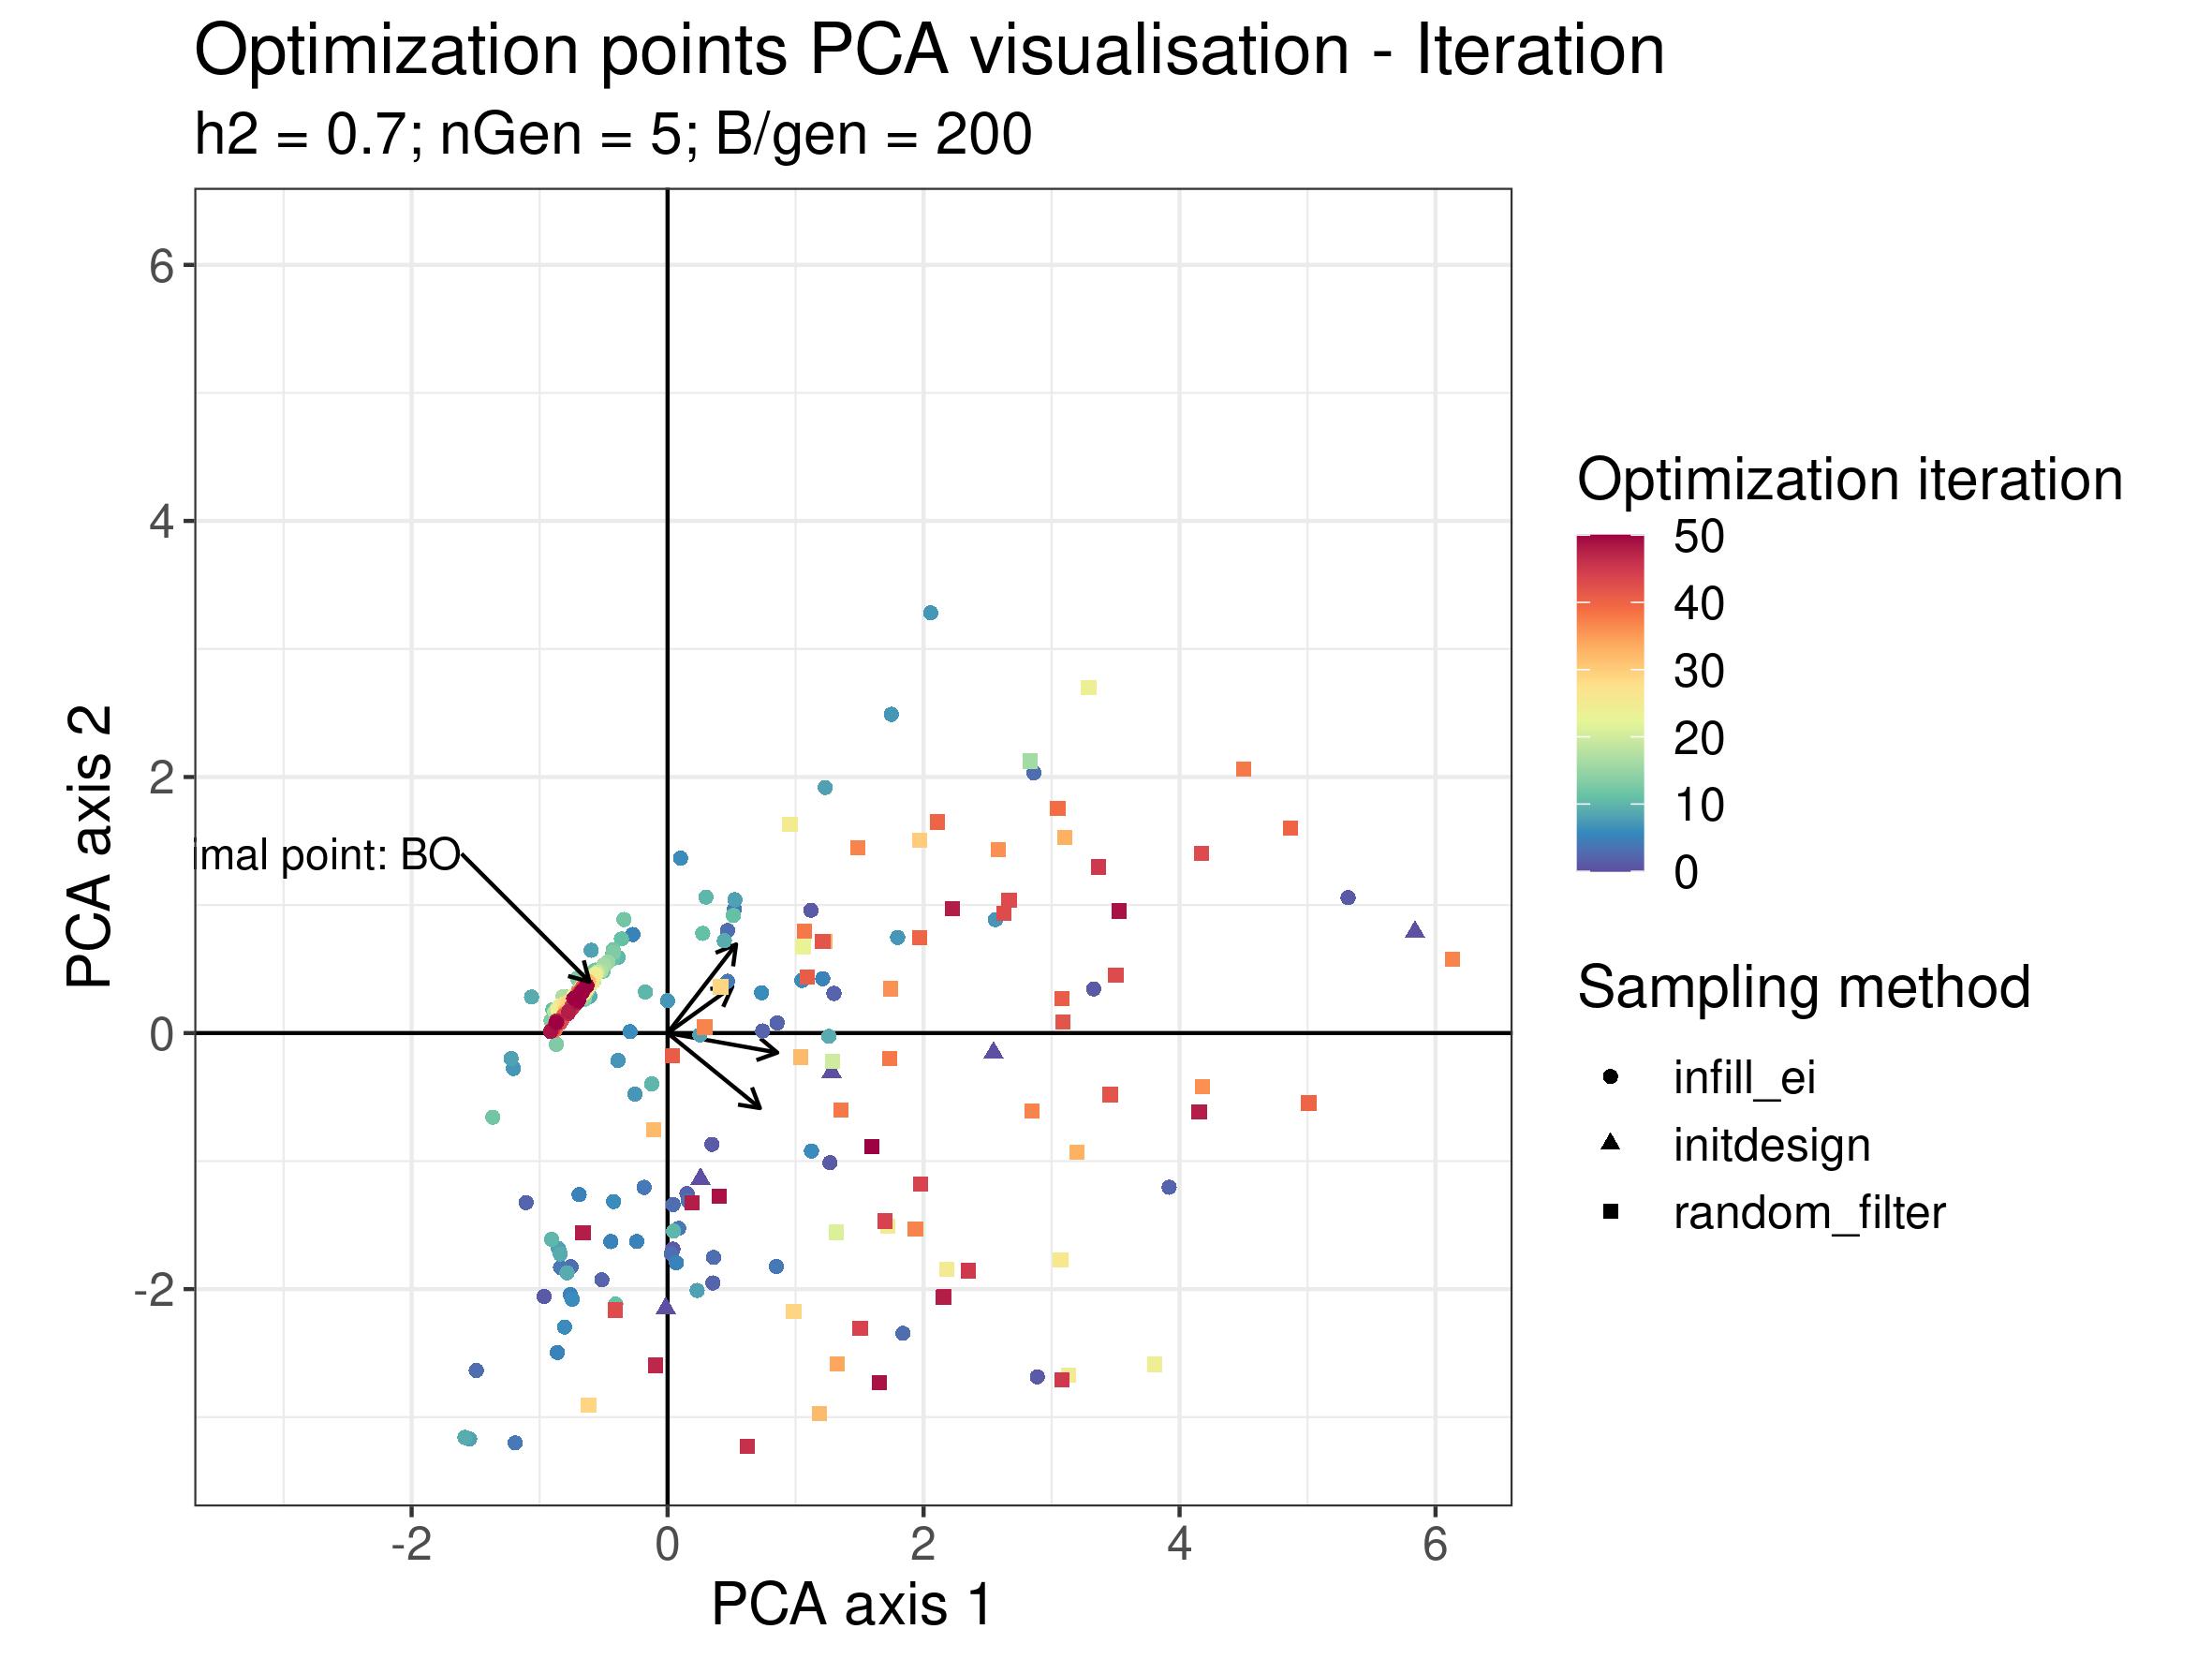 Optimization points PCA visualisation - Iteration
h2 = 0.7; nGen = 5; B/gen = 200
6
4
2
0
-2
PCA axis 2
imal point: BO
-2
0
2
4
6
PCA axis 1
Optimization iteration
50
40
30
20
10
0
Sampling method
infill_ei
initdesign
random_filter